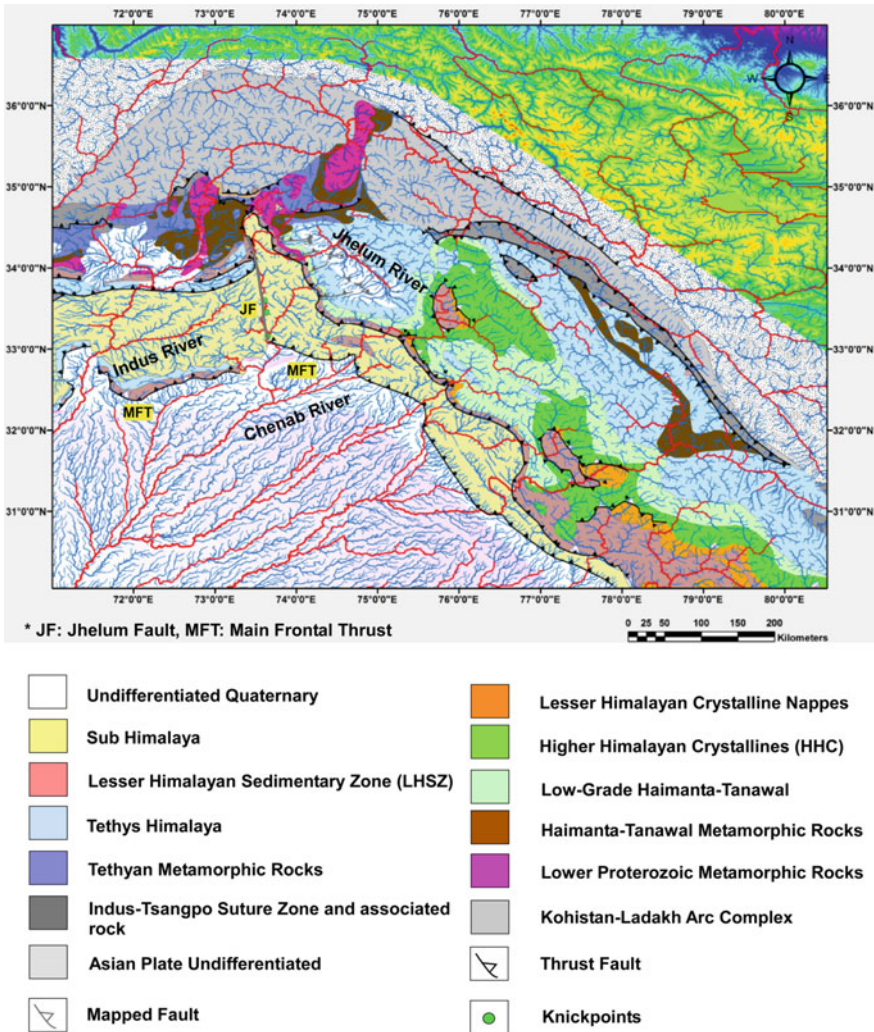 72°0'0"E 73°0'0"E 74°0'0"E 75°0'0"E 76°0'0"E 77°0'0"E 78°0'0"E 79°0'0"E 80°0'0"E
N
W E
S
36°0'0"N 36°0'0"N
35°0'0"N 35°0'0"N
34°0'0"N 34°0'0"N
33°0'0"N 33°0'0"N
32°0'0"N 32°0'0"N
31°0'0"N 31°0'0"N
Jhelum River
JF
Indus River
MFT
MFT
Chenab River
72°0'0"E 73°0'0"E 74°0'0"E 75°0'0"E 76°0'0"E 77°0'0"E 78°0'0"E 79°0'0"E 80°0'0"E
* JF: Jhelum Fault, MFT: Main Frontal Thrust
0 25 50 100 150 200
Kilometers
Undifferentiated Quaternary
Sub Himalaya
Lesser Himalayan Sedimentary Zone (LHSZ)
Tethys Himalaya
Tethyan Metamorphic Rocks
Indus-Tsangpo Suture Zone and associated
rock
Asian Plate Undifferentiated
Mapped Fault
Lesser Himalayan Crystalline Nappes
Higher Himalayan Crystallines (HHC)
Low-Grade Haimanta-Tanawal
Haimanta-Tanawal Metamorphic Rocks
Lower Proterozoic Metamorphic Rocks
Kohistan-Ladakh Arc Complex
Thrust Fault
Knickpoints